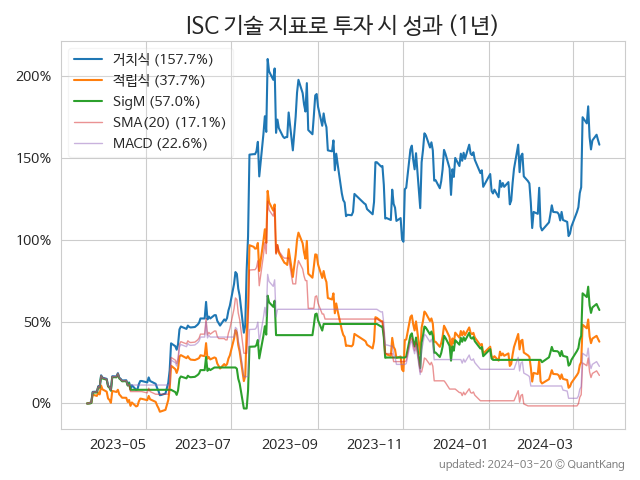 ISC 기술 지표로 투자 시 성과 (1년)
거치식 (157.7%)
적립식 (37.7%)
SigM (57.0%)
SMA(20) (17.1%)
MACD (22.6%)
200%
150%
100%
50%
0%
2023-05 2023-07 2023-09 2023-11 2024-01 2024-03
updated: 2024-03-20 © QuantKang